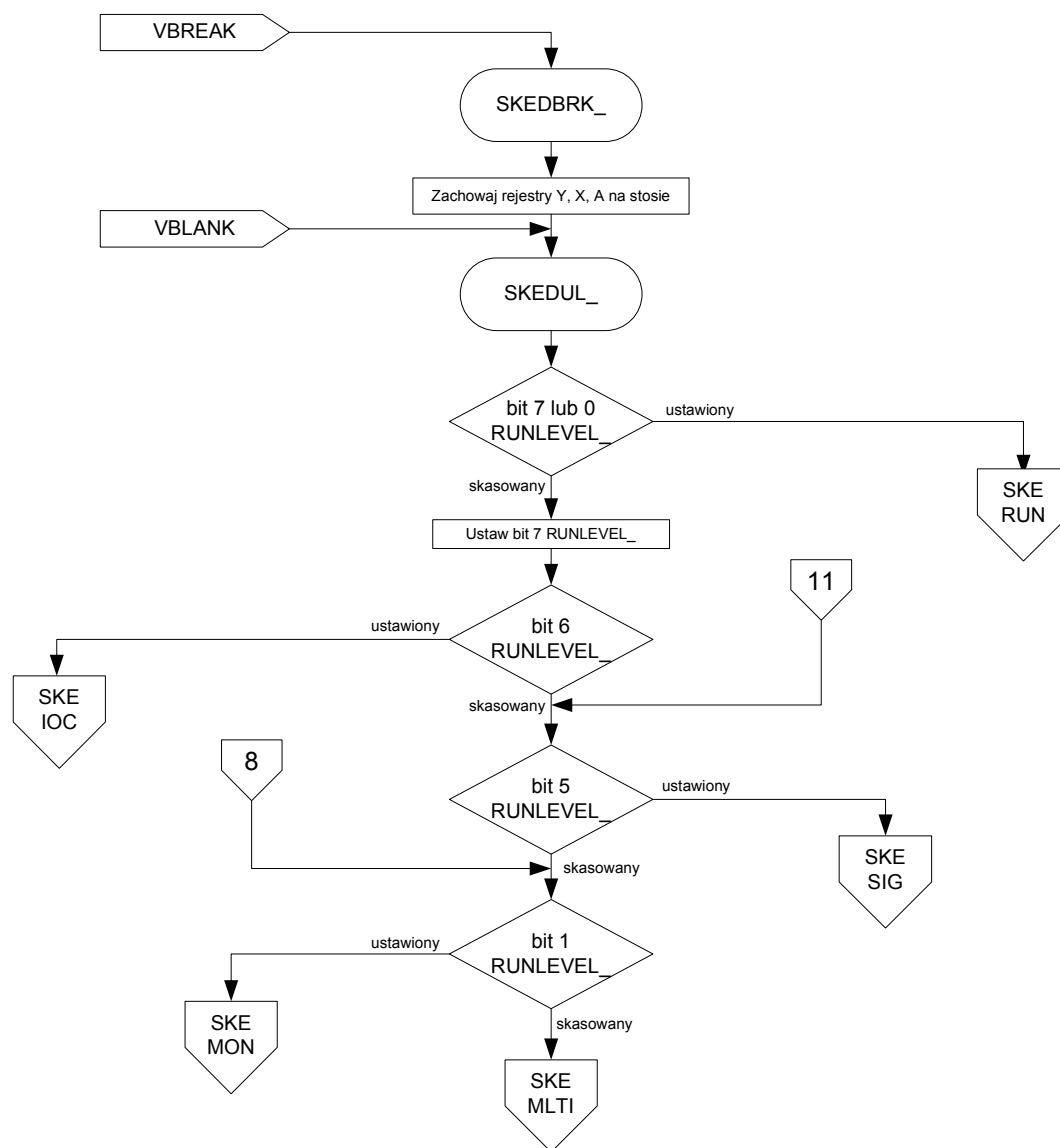 VBREAK
SKEDBRK_
Zachowaj rejestry Y, X, A na stosie
VBLANK
SKEDUL_
bit 7 lub 0
RUNLEVEL_
ustawiony
skasowany
SKE
RUN
Ustaw bit 7 RUNLEVEL_
11
bit 6
RUNLEVEL_
ustawiony
skasowany
SKE
IOC
8
bit 5
RUNLEVEL_
ustawiony
skasowany
SKE
SIG
bit 1
RUNLEVEL_
ustawiony
skasowany
SKE
MON
SKE
MLTI